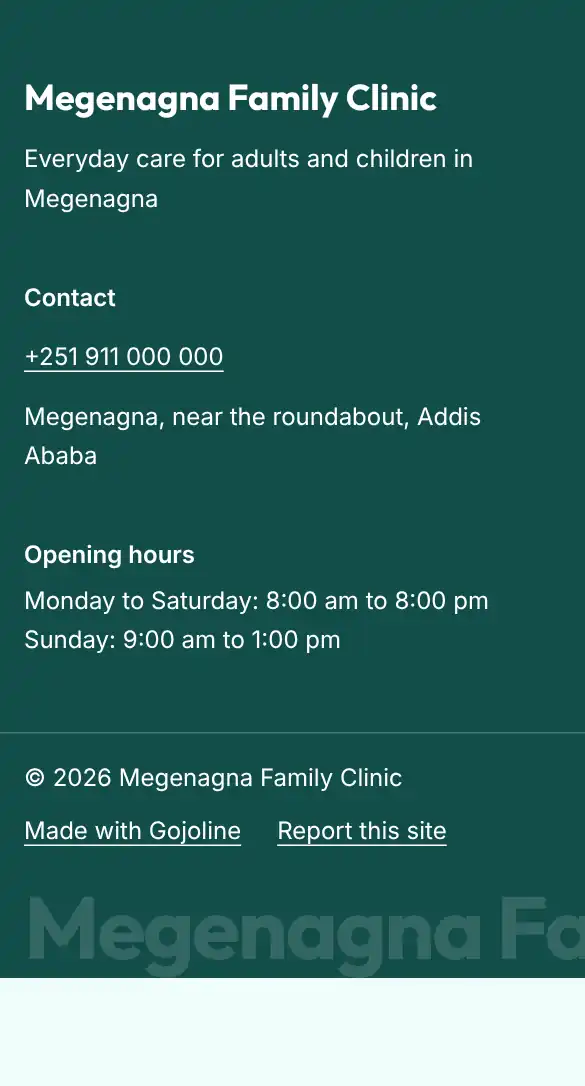 Megenagna Family Clinic
Everyday care for adults and children in
Megenagna
Contact
+251 911 000 000
Megenagna, near the roundabout, Addis
Ababa
Opening hours
Monday to Saturday: 8:00 am to 8:00 pm
Sunday: 9:00 am to 1:00 pm
© 2026 Megenagna Family Clinic
Made with Gojoline Report this site
Megenagna Fa